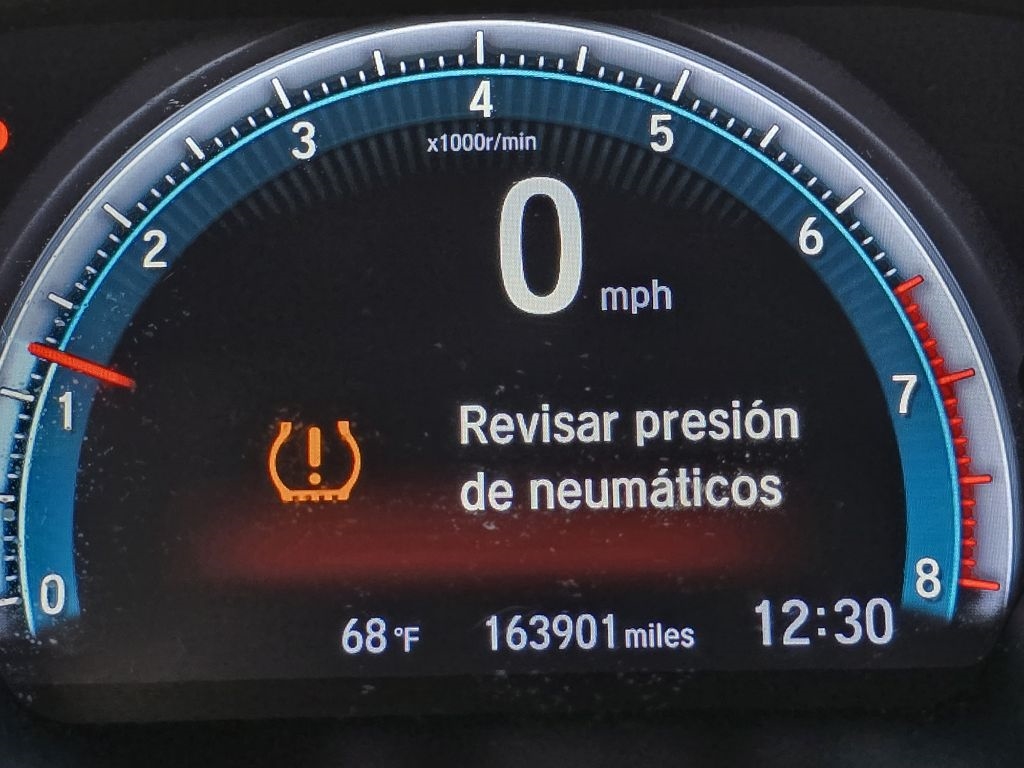 4
3
5
x1000r/min
2
6
0 mph
1
7
Revisar presión
de neumáticos
0
8
68 °F 163901 miles 12:30